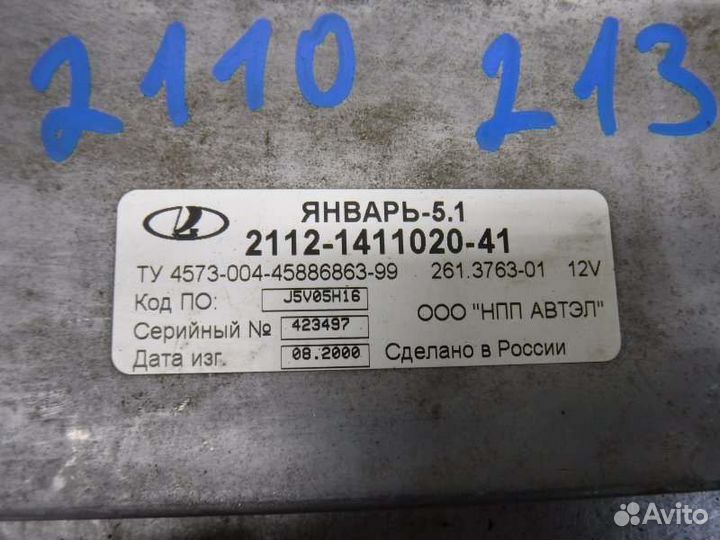 2110 213
ЯНВАРЬ-5.1
2112-1411020-41
ТУ 4573-004-45886863-99 261.3763-01 12V
Код ПО: J5V05H16
ООО "НПП АВТЭЛ"
Серийный № 423497
Дата изг. 08.2000 Сделано в России
Avito